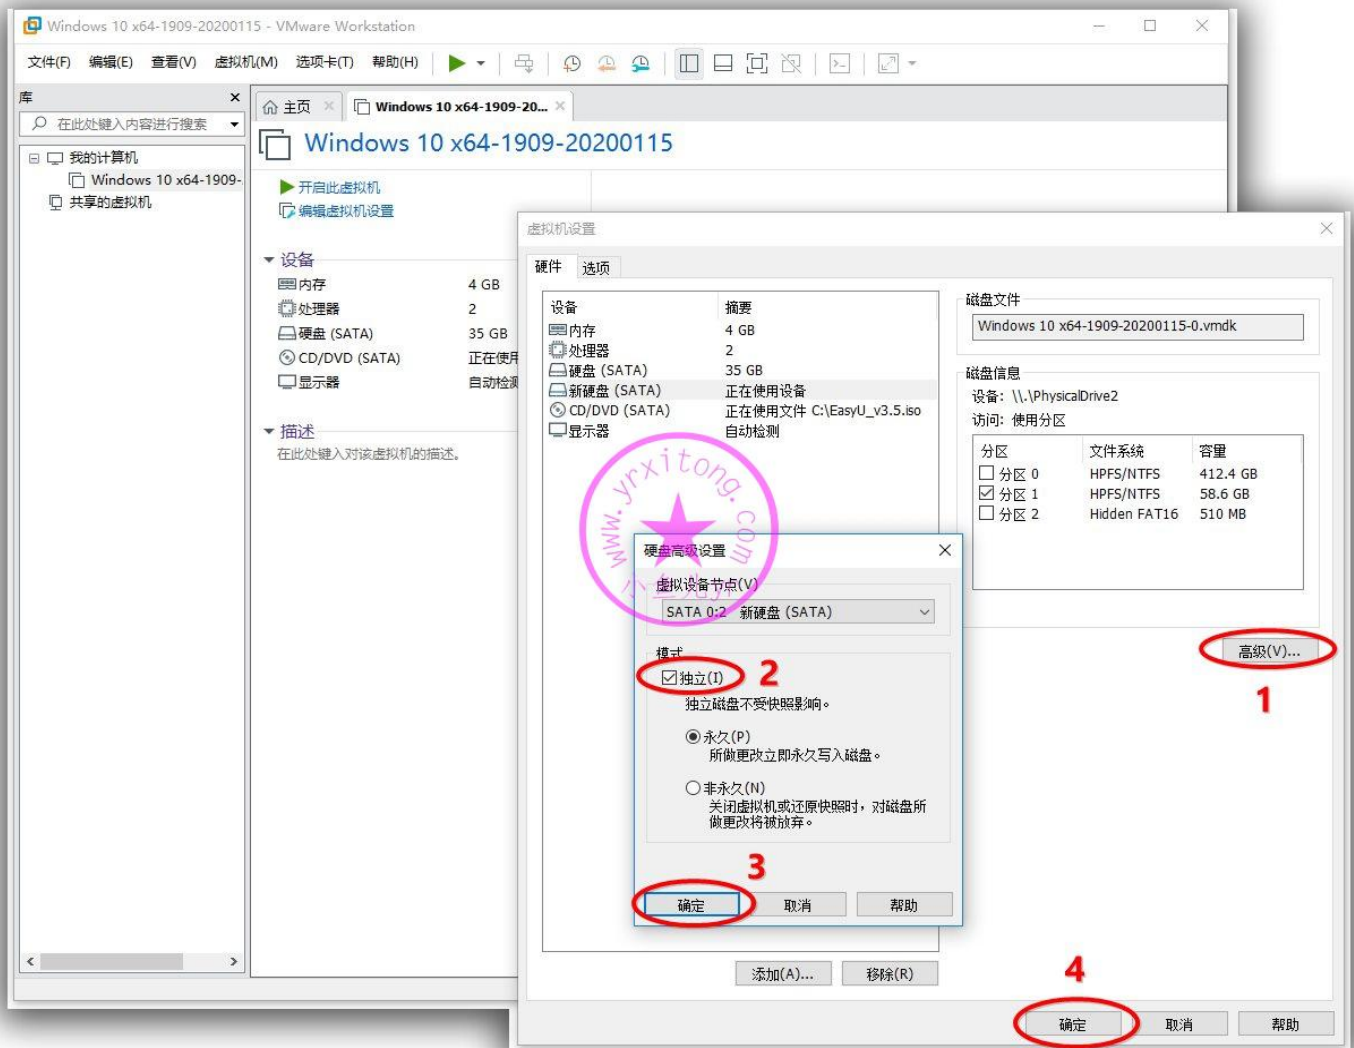 Windows 10 x64-1909-20200115 - VMware Workstation
文件(F) 编辑(E) 查看(V) 虚拟机(M) 选项卡(T) 帮助(H)
库
在此处键入内容进行搜索
我的计算机
Windows 10 x64-1909-
共享的虚拟机
主页
Windows 10 x64-1909-20...
Windows 10 x64-1909-20200115
开启此虚拟机
编辑虚拟机设置
设备
内存 4 GB
处理器 2
硬盘 (SATA) 35 GB
CD/DVD (SATA) 正在使用
显示器 自动检测
描述
在此处键入对该虚拟机的描述。
虚拟机设置
硬件 选项
设备 摘要
内存 4 GB
处理器 2
硬盘 (SATA) 35 GB
新硬盘 (SATA) 正在使用设备
CD/DVD (SATA) 正在使用文件 C:\EasyU_v3.5.iso
显示器 自动检测
磁盘文件
Windows 10 x64-1909-20200115-0.vmdk
磁盘信息
设备: \\.\PhysicalDrive2
访问: 使用分区
分区 文件系统 容量
分区 0 HPFS/NTFS 412.4 GB
分区 1 HPFS/NTFS 58.6 GB
分区 2 Hidden FAT16 510 MB
高级(V)...
1
www.yrxitong.com
硬盘高级设置
虚拟设备节点(V)
SATA 0:2 新硬盘 (SATA)
模式
独立(I)
2
独立磁盘不受快照影响。
永久(P)
所做更改立即永久写入磁盘。
非永久(N)
关闭虚拟机或还原快照时，对磁盘所
做更改将被放弃。
3
确定 取消 帮助
添加(A)... 移除(R)
4
确定 取消 帮助